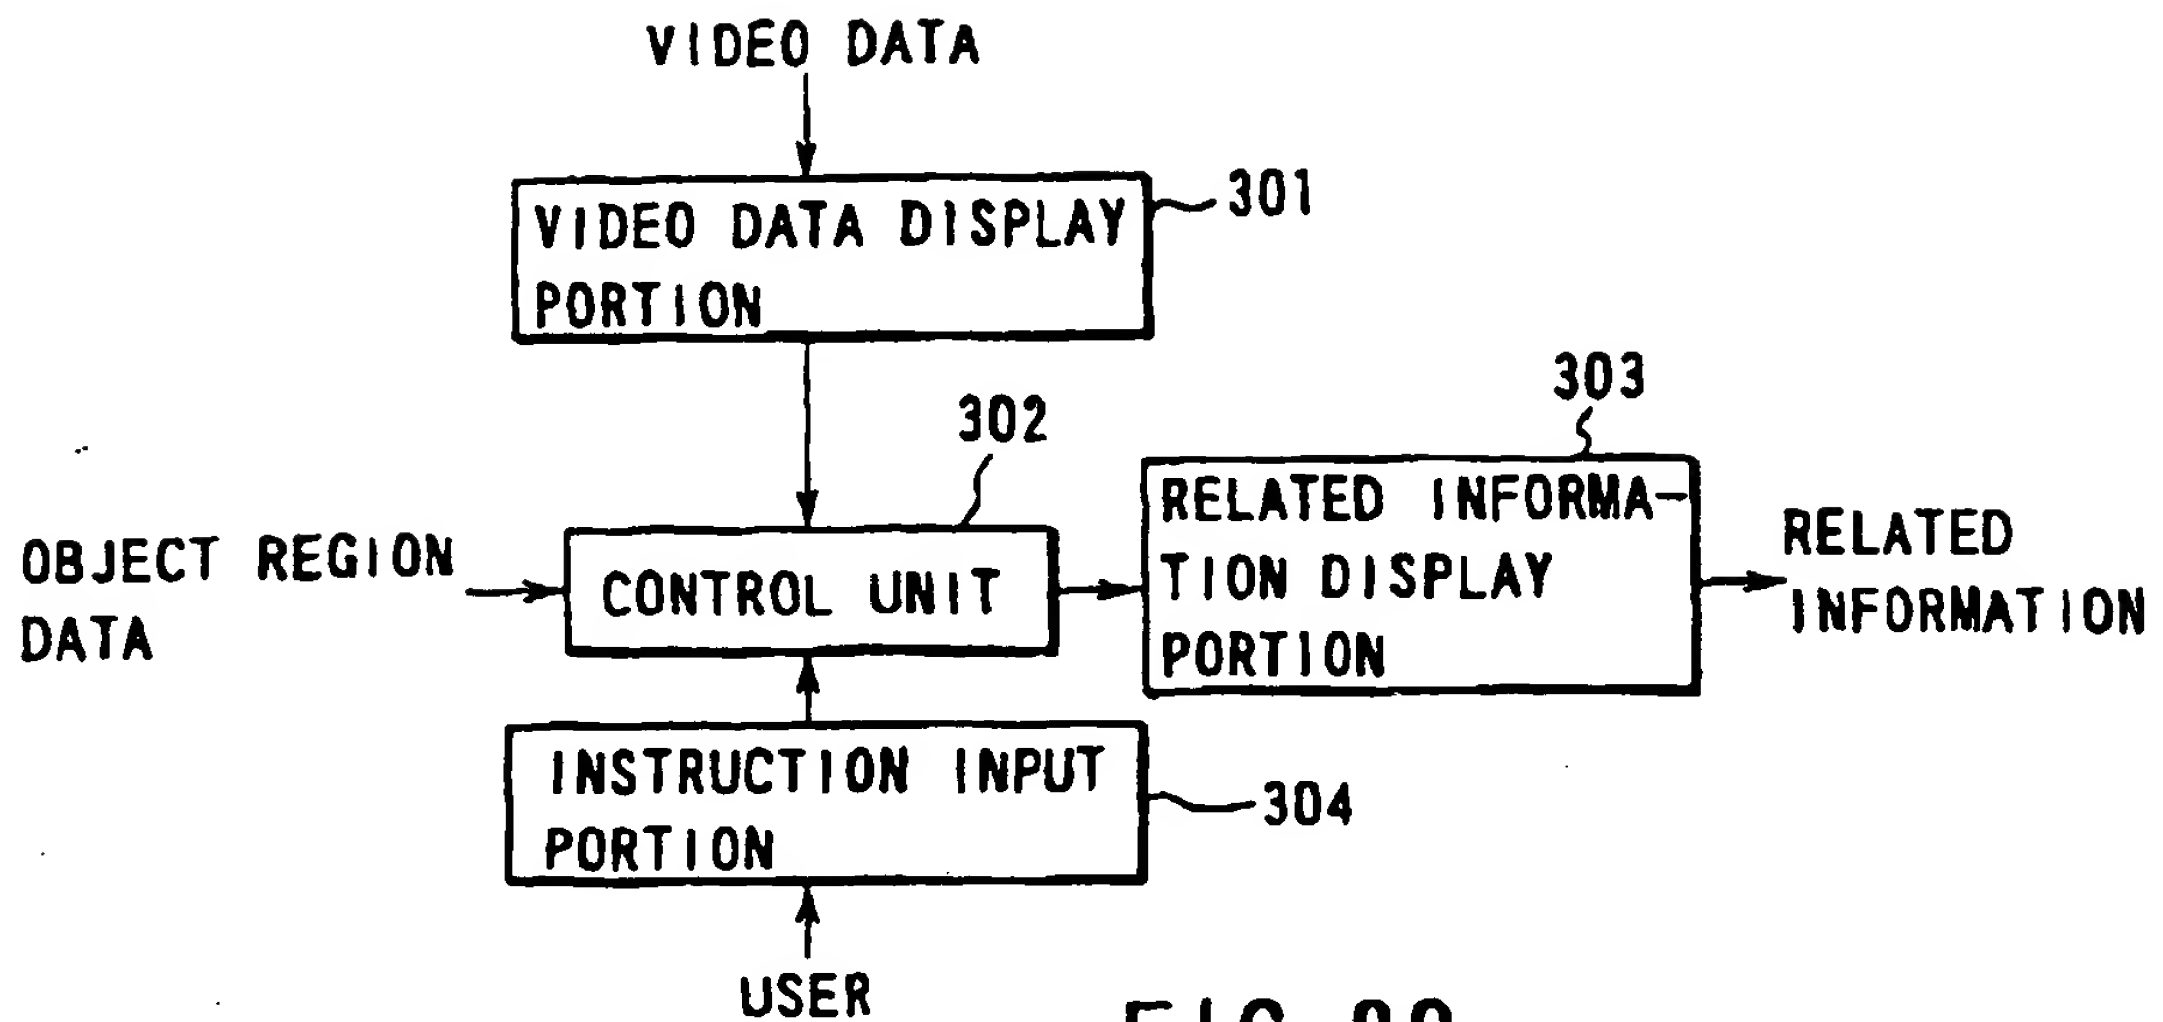 VIDEO DATA
VIDEO DATA DISPLAY
PORTION
301
302
303
OBJECT REGION
DATA
CONTROL UNIT
RELATED INFORMA-
TION DISPLAY
PORTION
RELATED
INFORMATION
INSTRUCTION INPUT
PORTION
304
USER